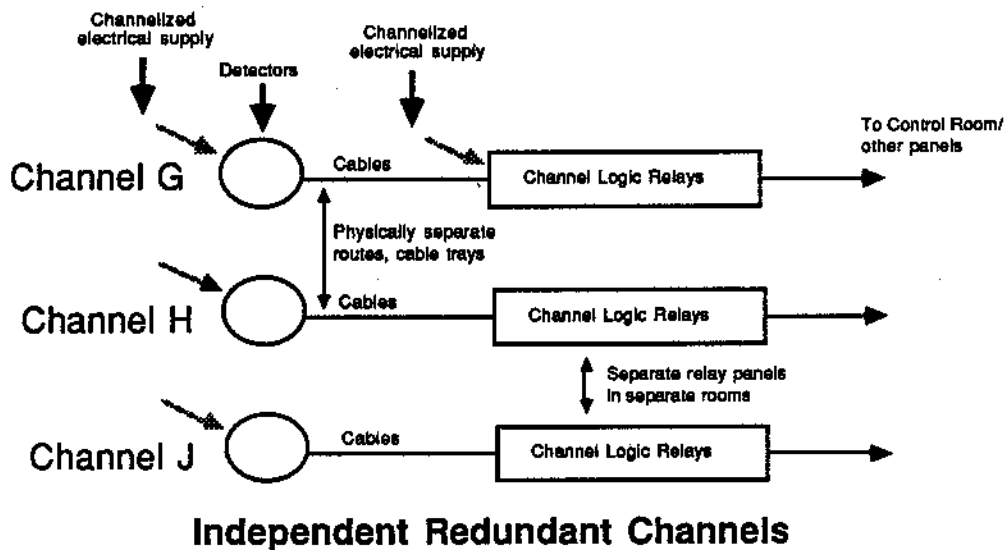 Channelized
electrical supply
Detectors
Channelized
electrical supply
To Control Room/
other panels
Channel G
Cables
Channel Logic Relays
Physically separate
routes, cable trays
Channel H
Cables
Channel Logic Relays
Separate relay panels
in separate rooms
Channel J
Cables
Channel Logic Relays
Independent Redundant Channels